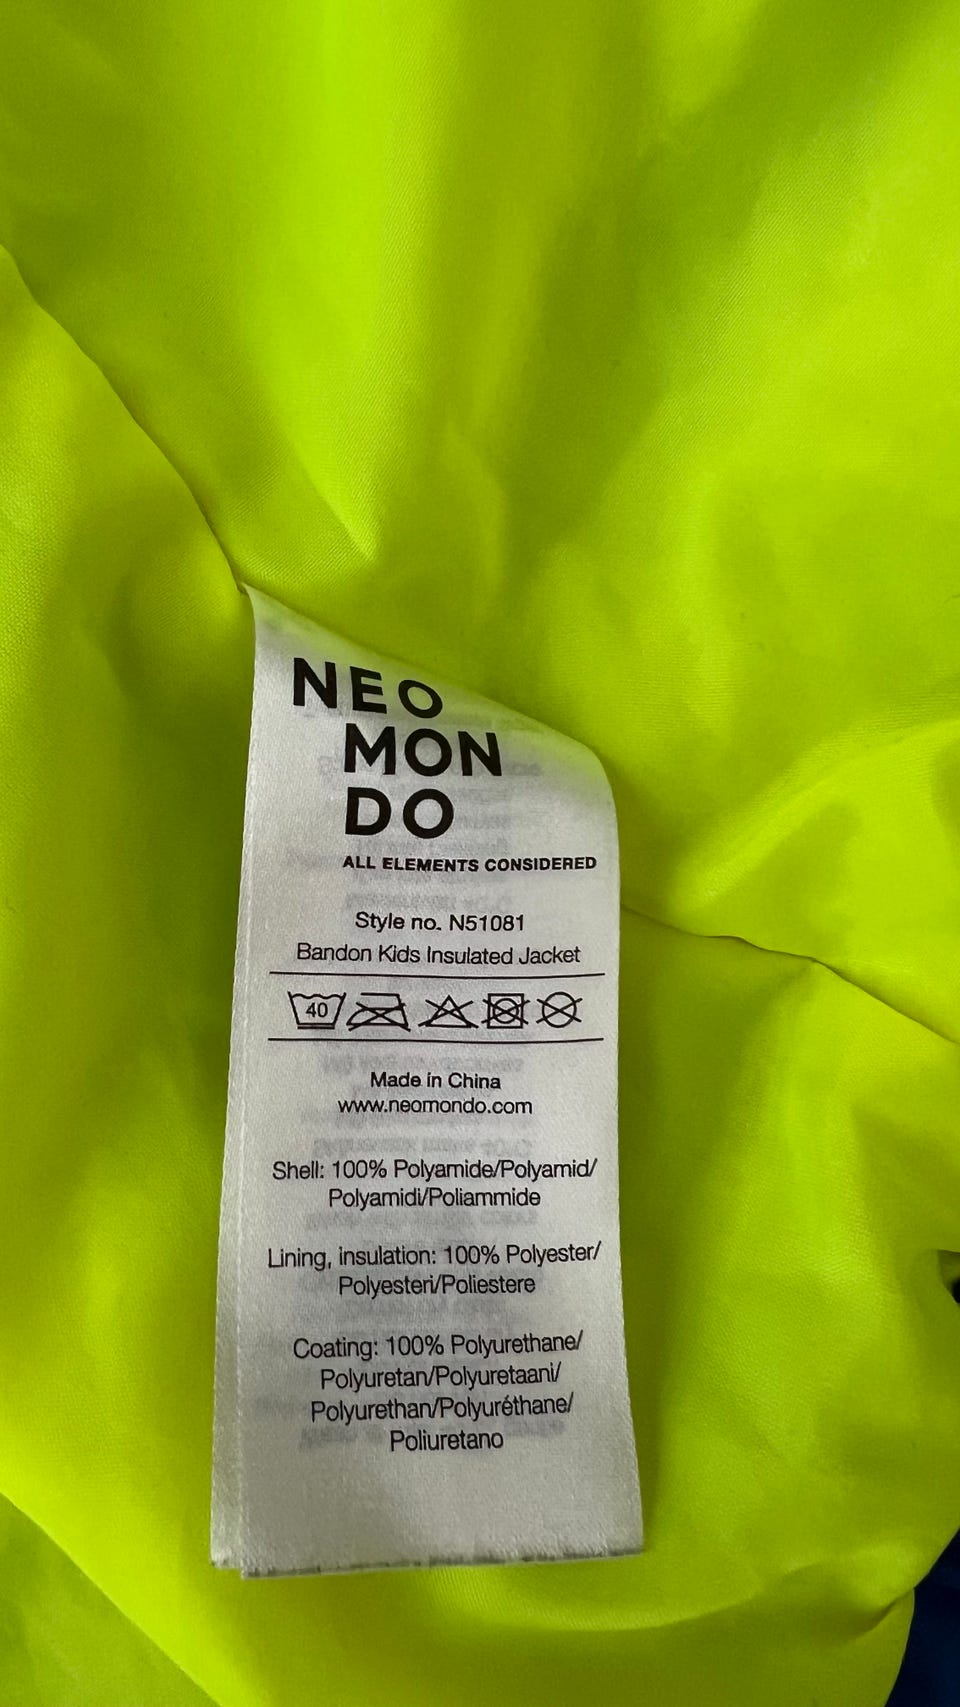 NEO
MON
DO
ALL ELEMENTS CONSIDERED
Style no. N51081
Bandon Kids Insulated Jacket
40
Made in China
www.neomondo.com
Shell: 100% Polyamide/Polyamid/
Polyamidi/Poliammide
Lining, insulation: 100% Polyester/
Polyesteri/Poliestere
Coating: 100% Polyurethane/
Polyuretan/Polyuretaani/
Polyurethan/Polyuréthane/
Poliuretano